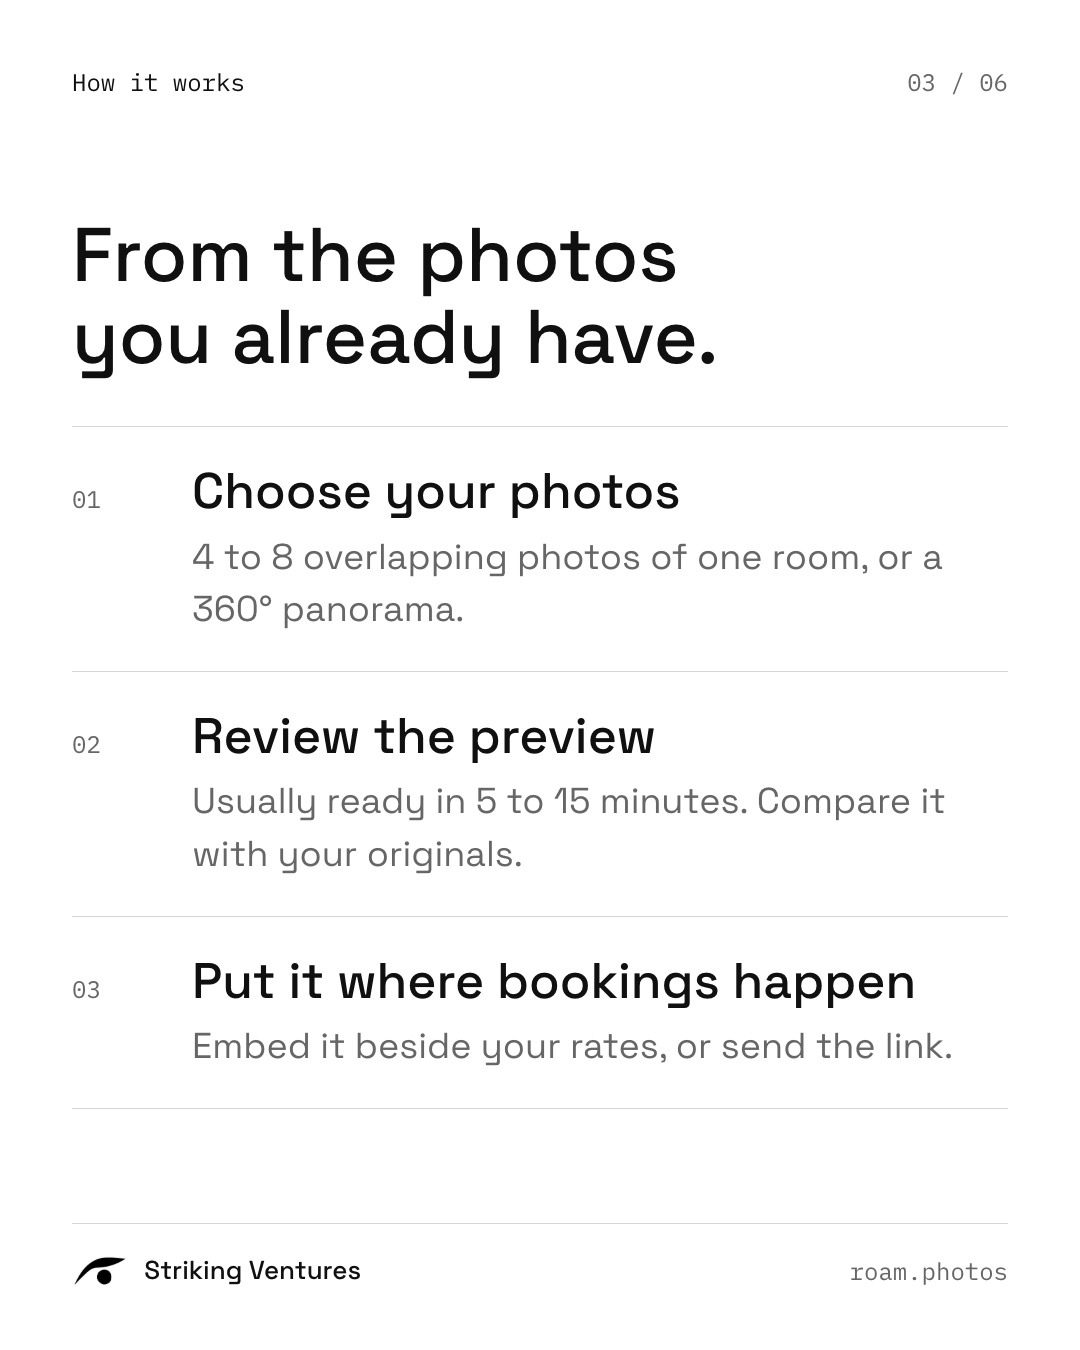 How it works
03 / 06
From the photos
you already have.
01
Choose your photos
4 to 8 overlapping photos of one room, or a
360° panorama.
02
Review the preview
Usually ready in 5 to 15 minutes. Compare it
with your originals.
03
Put it where bookings happen
Embed it beside your rates, or send the link.
Striking Ventures
roam.photos